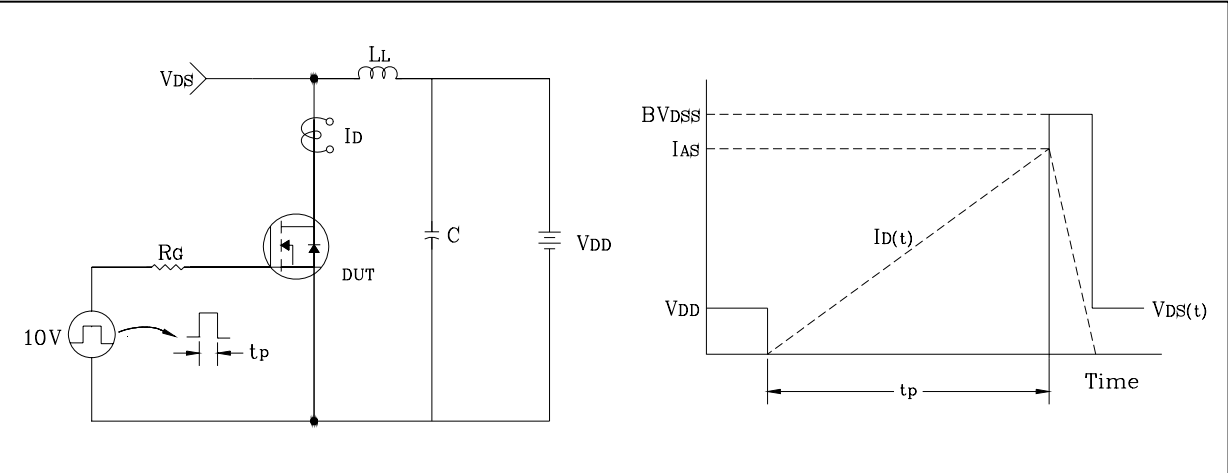 LL
VDS
ID
RG
C
VDD
DUT
10V
tp
BVDSS
IAS
ID(t)
VDD
VDS(t)
Time
tp